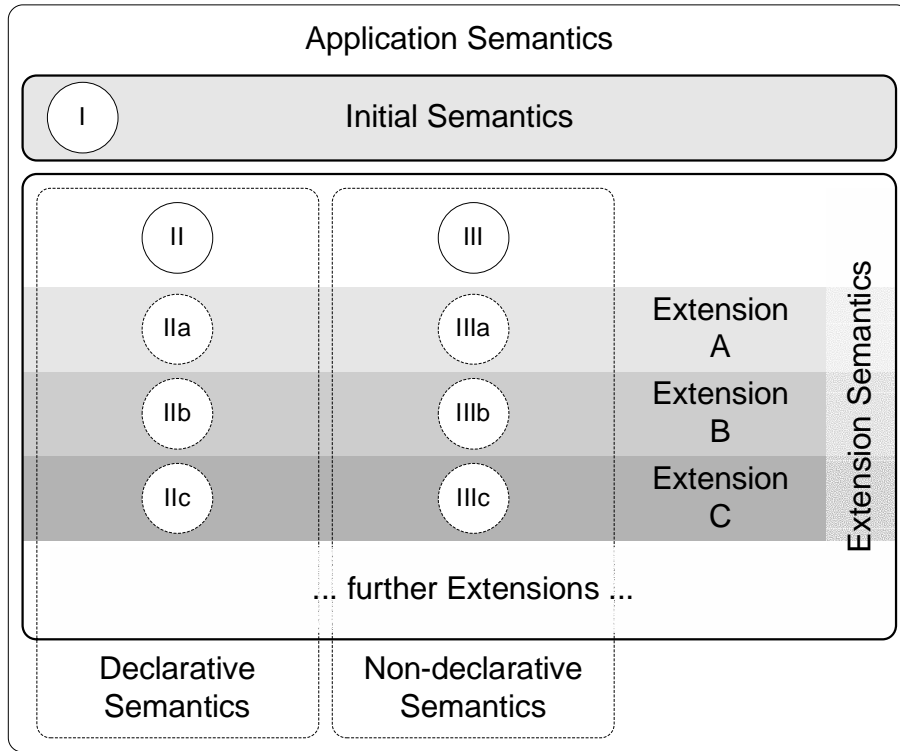 Application Semantics
I
Initial Semantics
II
III
IIa
IIIa
Extension
A
IIb
IIIb
Extension
B
IIc
IIIc
Extension
C
Extension Semantics
... further Extensions ...
Declarative
Semantics
Non-declarative
Semantics